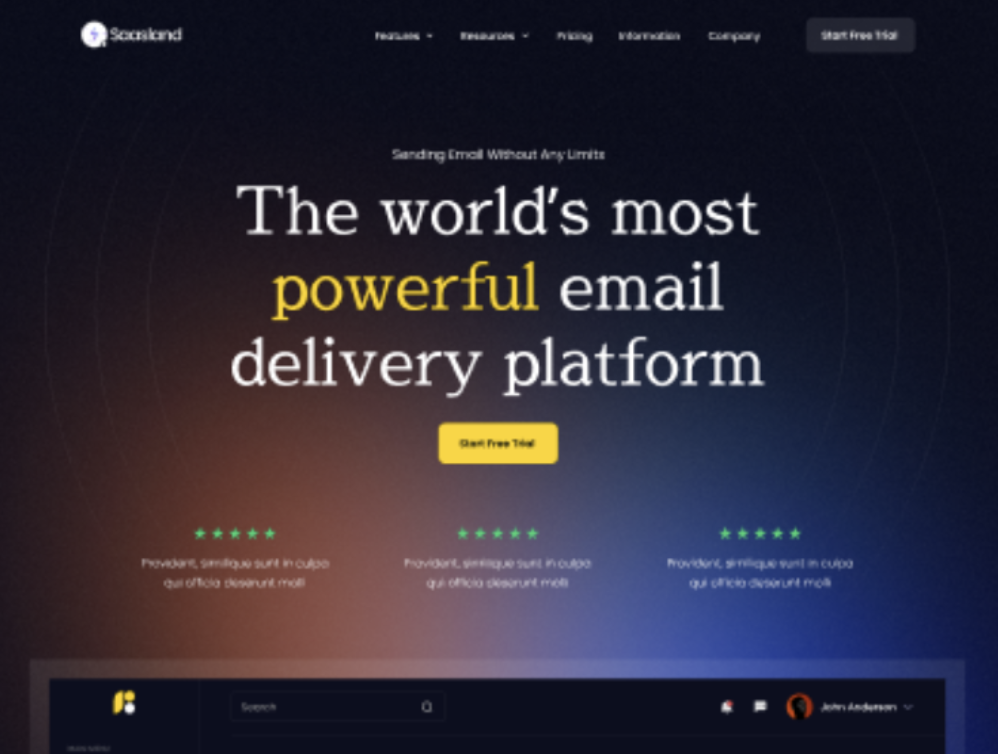 Saasland
Features Resources Pricing Information Company Start Free Trial
Sending Email Without Any Limits
The world's most
powerful email
delivery platform
Start Free Trial
Provident, similique sunt in culpa
qui officia deserunt molli
Provident, similique sunt in culpa
qui officia deserunt molli
Provident, similique sunt in culpa
qui officia deserunt molli
Search John Anderson
MAIN MENU